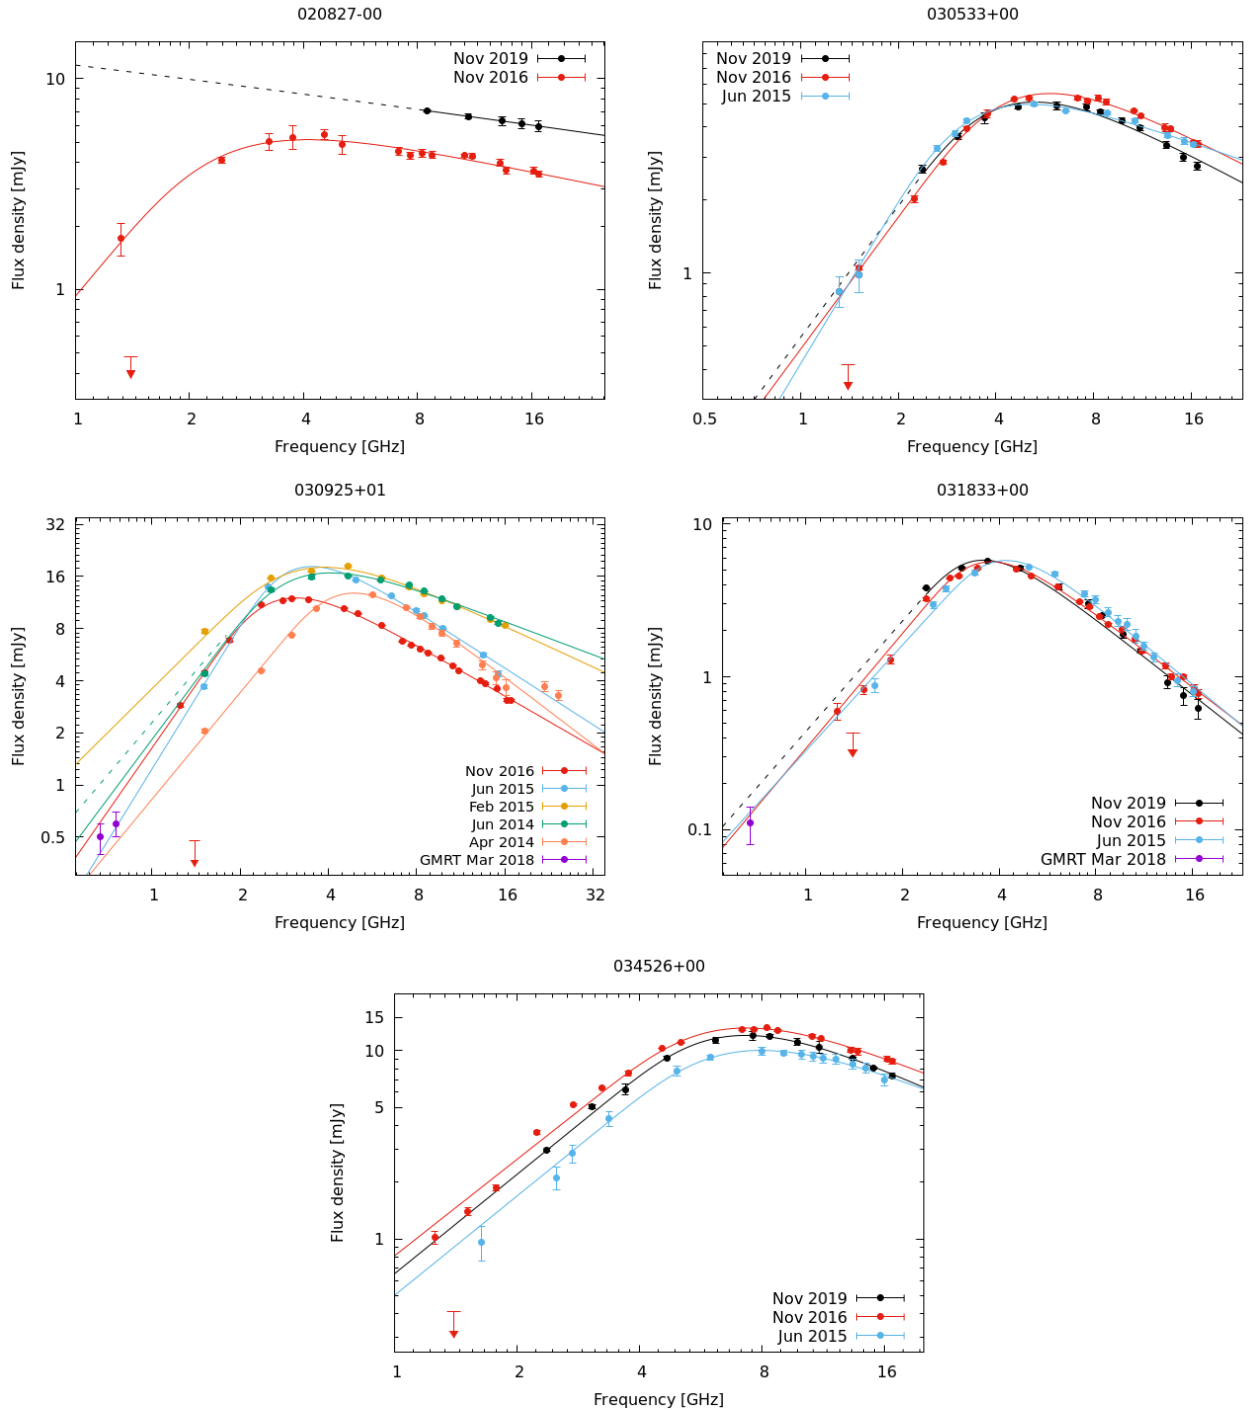 020827-00
Flux density [mJy]
10
1
Nov 2019
Nov 2016
1 2 4 8 16
Frequency [GHz]
030533+00
Flux density [mJy]
1
Nov 2019
Nov 2016
Jun 2015
0.5 1 2 4 8 16
Frequency [GHz]
030925+01
Flux density [mJy]
32
16
8
4
2
1
0.5
Nov 2016
Jun 2015
Feb 2015
Jun 2014
Apr 2014
GMRT Mar 2018
1 2 4 8 16 32
Frequency [GHz]
031833+00
Flux density [mJy]
10
1
0.1
Nov 2019
Nov 2016
Jun 2015
GMRT Mar 2018
1 2 4 8 16
Frequency [GHz]
034526+00
Flux density [mJy]
15
10
5
1
Nov 2019
Nov 2016
Jun 2015
1 2 4 8 16
Frequency [GHz]